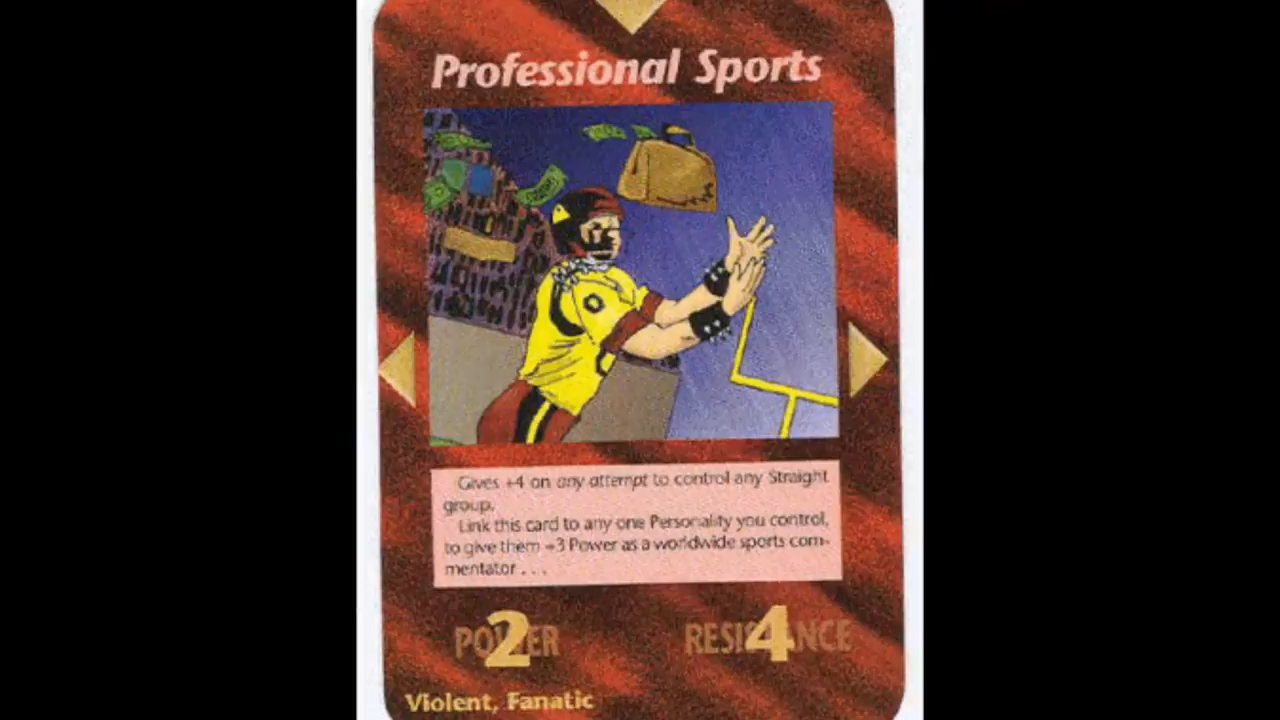 Professional Sports
Gives +4 on any attempt to control any Straight
group.
Link this card to any one Personality you control,
to give them +3 Power as a worldwide sports com-
mentator . . .
POWER 2 RESISTANCE 4
Violent, Fanatic